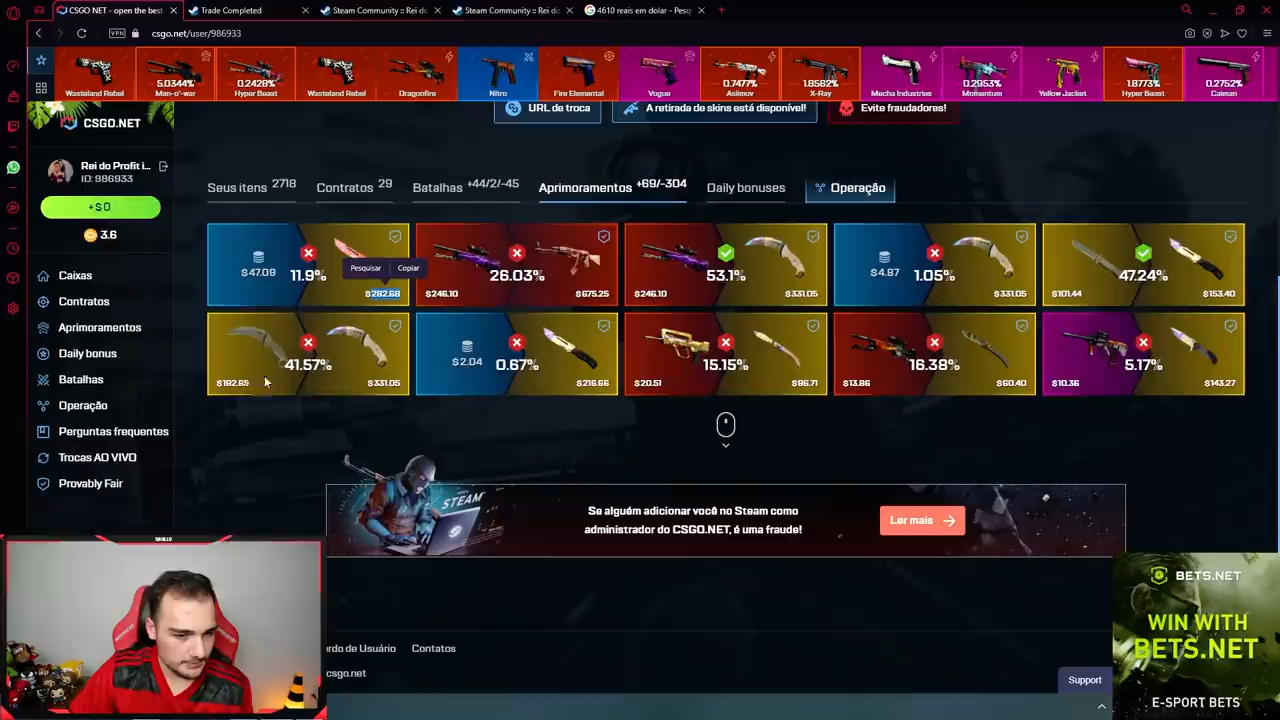 CSGO.NET - open the best
Trade Completed
Steam Community :: Rei do
Steam Community :: Rei do
4610 reais em dolar - Pesq
VPN
csgo.net/user/986933
Wasteland Rebel
5.0344%
Man-o'-war
0.2428%
Hyper Beast
Wasteland Rebel
Dragonfire
Nitro
Fire Elemental
Vogue
0.7477%
Asiimov
1.8562%
X-Ray
Mecha Industries
0.2953%
Momentum
Yellow Jacket
1.8773%
Hyper Beast
0.2752%
Caiman
CSGO.NET
URL de troca
A retirada de skins está disponível!
Evite fraudadores!
Rei do Profit i...
ID: 986933
+$0
3.6
Seus itens 2718
Contratos 29
Batalhas +44/2/-45
Aprimoramentos +69/-304
Daily bonuses
Operação
Caixas
Contratos
Aprimoramentos
Daily bonus
Batalhas
Operação
Perguntas frequentes
Trocas AO VIVO
Provably Fair
$47.09
11.9%
$282.68
Pesquisar
Copiar
26.03%
$246.10
$675.25
53.1%
$246.10
$331.05
$4.87
1.05%
$331.05
47.24%
$101.44
$153.40
41.57%
$192.65
$331.05
$2.04
0.67%
$216.66
15.15%
$20.51
$96.71
16.38%
$13.86
$60.40
5.17%
$10.36
$143.27
STEAM
Se alguém adicionar você no Steam como
administrador do CSGO.NET, é uma fraude!
Ler mais
ordo de Usuário
Contatos
csgo.net
Support
BETS.NET
WIN WITH
BETS.NET
E-SPORT BETS